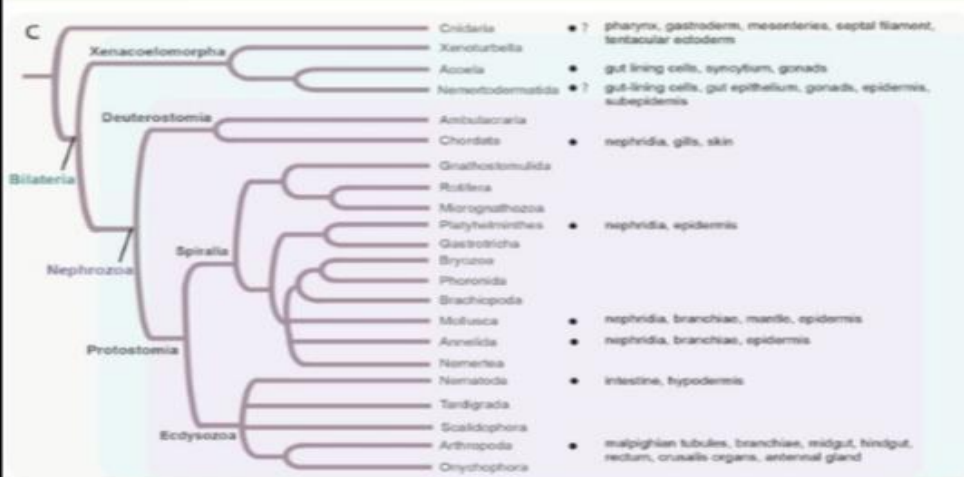 C
Cnidaria ● ? pharynx, gastroderm, mesenteries, septal filament,
tentacular ectoderm
Xenacoelomorpha
Xenoturbella
Acoela ● gut lining cells, syncytium, gonads
Nemertodermatida ● ? gut-lining cells, gut epithelium, gonads, epidermis,
subepidermis
Deuterostomia
Ambulacraria
Chordata ● nephridia, gills, skin
Gnathostomulida
Bilateria
Rotifera
Micrognathozoa
Platyhelminthes ● nephridia, epidermis
Spiralia
Gastrotricha
Bryozoa
Nephrozoa
Phoronida
Brachiopoda
Mollusca ● nephridia, branchiae, mantle, epidermis
Annelida ● nephridia, branchiae, epidermis
Protostomia
Nemertea
Nematoda ● intestine, hypodermis
Tardigrada
Scalidophora
Ecdysozoa
Arthropoda ● malpighian tubules, branchiae, midgut, hindgut,
rectum, crusalis organs, antennal gland
Onychophora